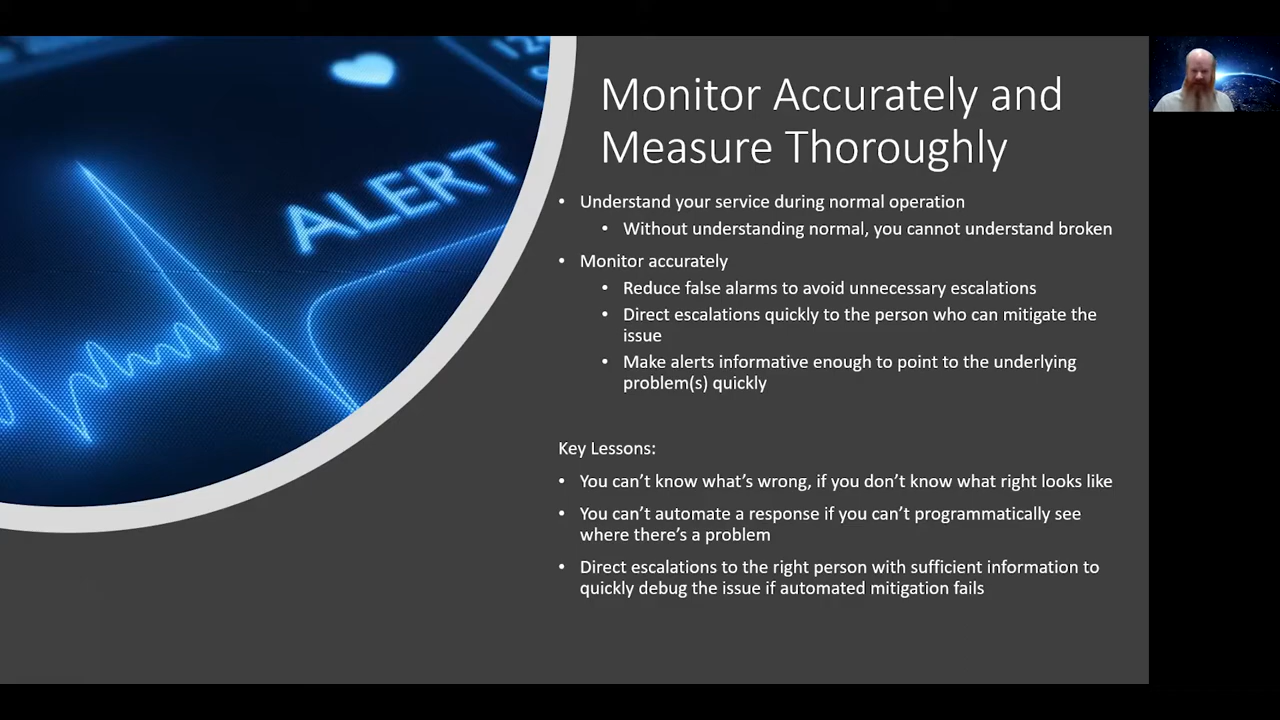 ALERT
Monitor Accurately and
Measure Thoroughly
• Understand your service during normal operation
• Without understanding normal, you cannot understand broken
• Monitor accurately
• Reduce false alarms to avoid unnecessary escalations
• Direct escalations quickly to the person who can mitigate the
issue
• Make alerts informative enough to point to the underlying
problem(s) quickly
Key Lessons:
• You can’t know what’s wrong, if you don’t know what right looks like
• You can’t automate a response if you can’t programmatically see
where there’s a problem
• Direct escalations to the right person with sufficient information to
quickly debug the issue if automated mitigation fails